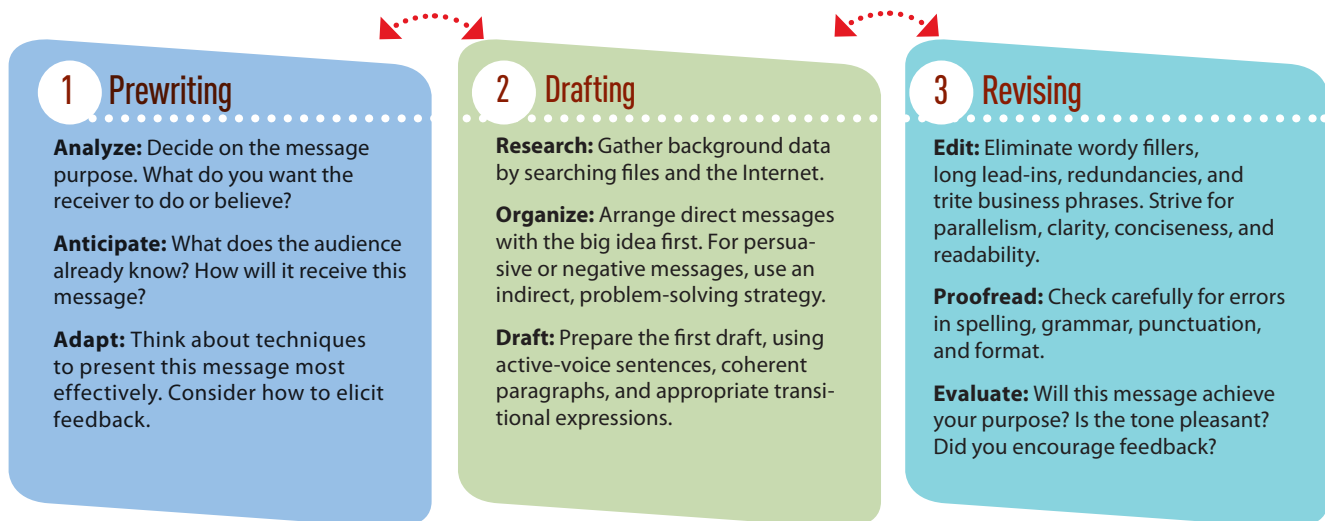 1 Prewriting
Analyze: Decide on the message
purpose. What do you want the
receiver to do or believe?
Anticipate: What does the audience
already know? How will it receive this
message?
Adapt: Think about techniques
to present this message most
effectively. Consider how to elicit
feedback.
2 Drafting
Research: Gather background data
by searching files and the Internet.
Organize: Arrange direct messages
with the big idea first. For persua-
sive or negative messages, use an
indirect, problem-solving strategy.
Draft: Prepare the first draft, using
active-voice sentences, coherent
paragraphs, and appropriate transi-
tional expressions.
3 Revising
Edit: Eliminate wordy fillers,
long lead-ins, redundancies, and
trite business phrases. Strive for
parallelism, clarity, conciseness, and
readability.
Proofread: Check carefully for errors
in spelling, grammar, punctuation,
and format.
Evaluate: Will this message achieve
your purpose? Is the tone pleasant?
Did you encourage feedback?